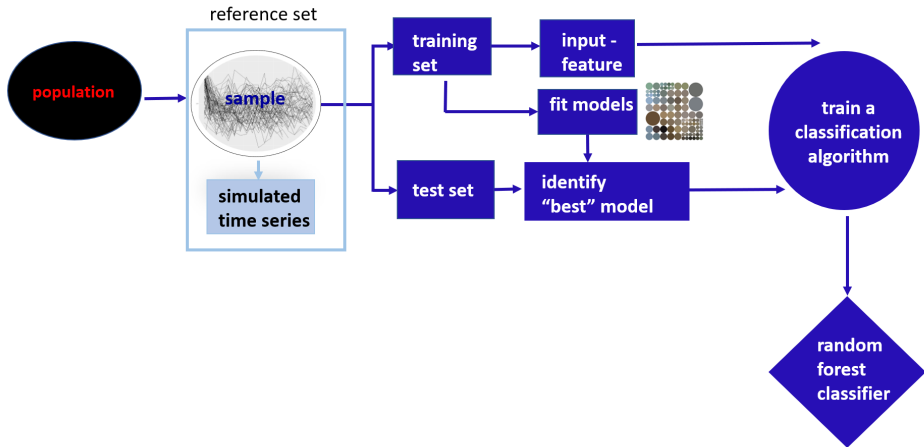 reference set
population
sample
simulated
time series
training
set
input -
feature
fit models
test set
identify
“best” model
train a
classification
algorithm
random
forest
classifier